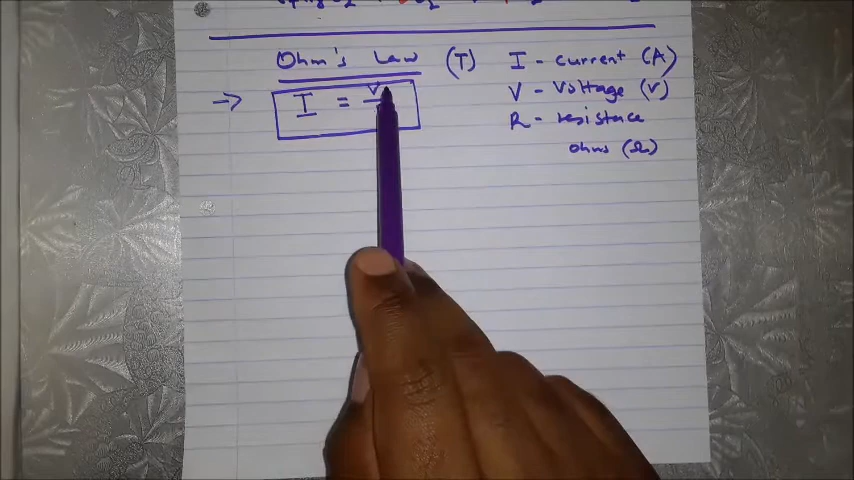 Ohm's Law (T) I - current (A)
→ I = V V - Voltage (V)
R - resistance
ohms (Ω)